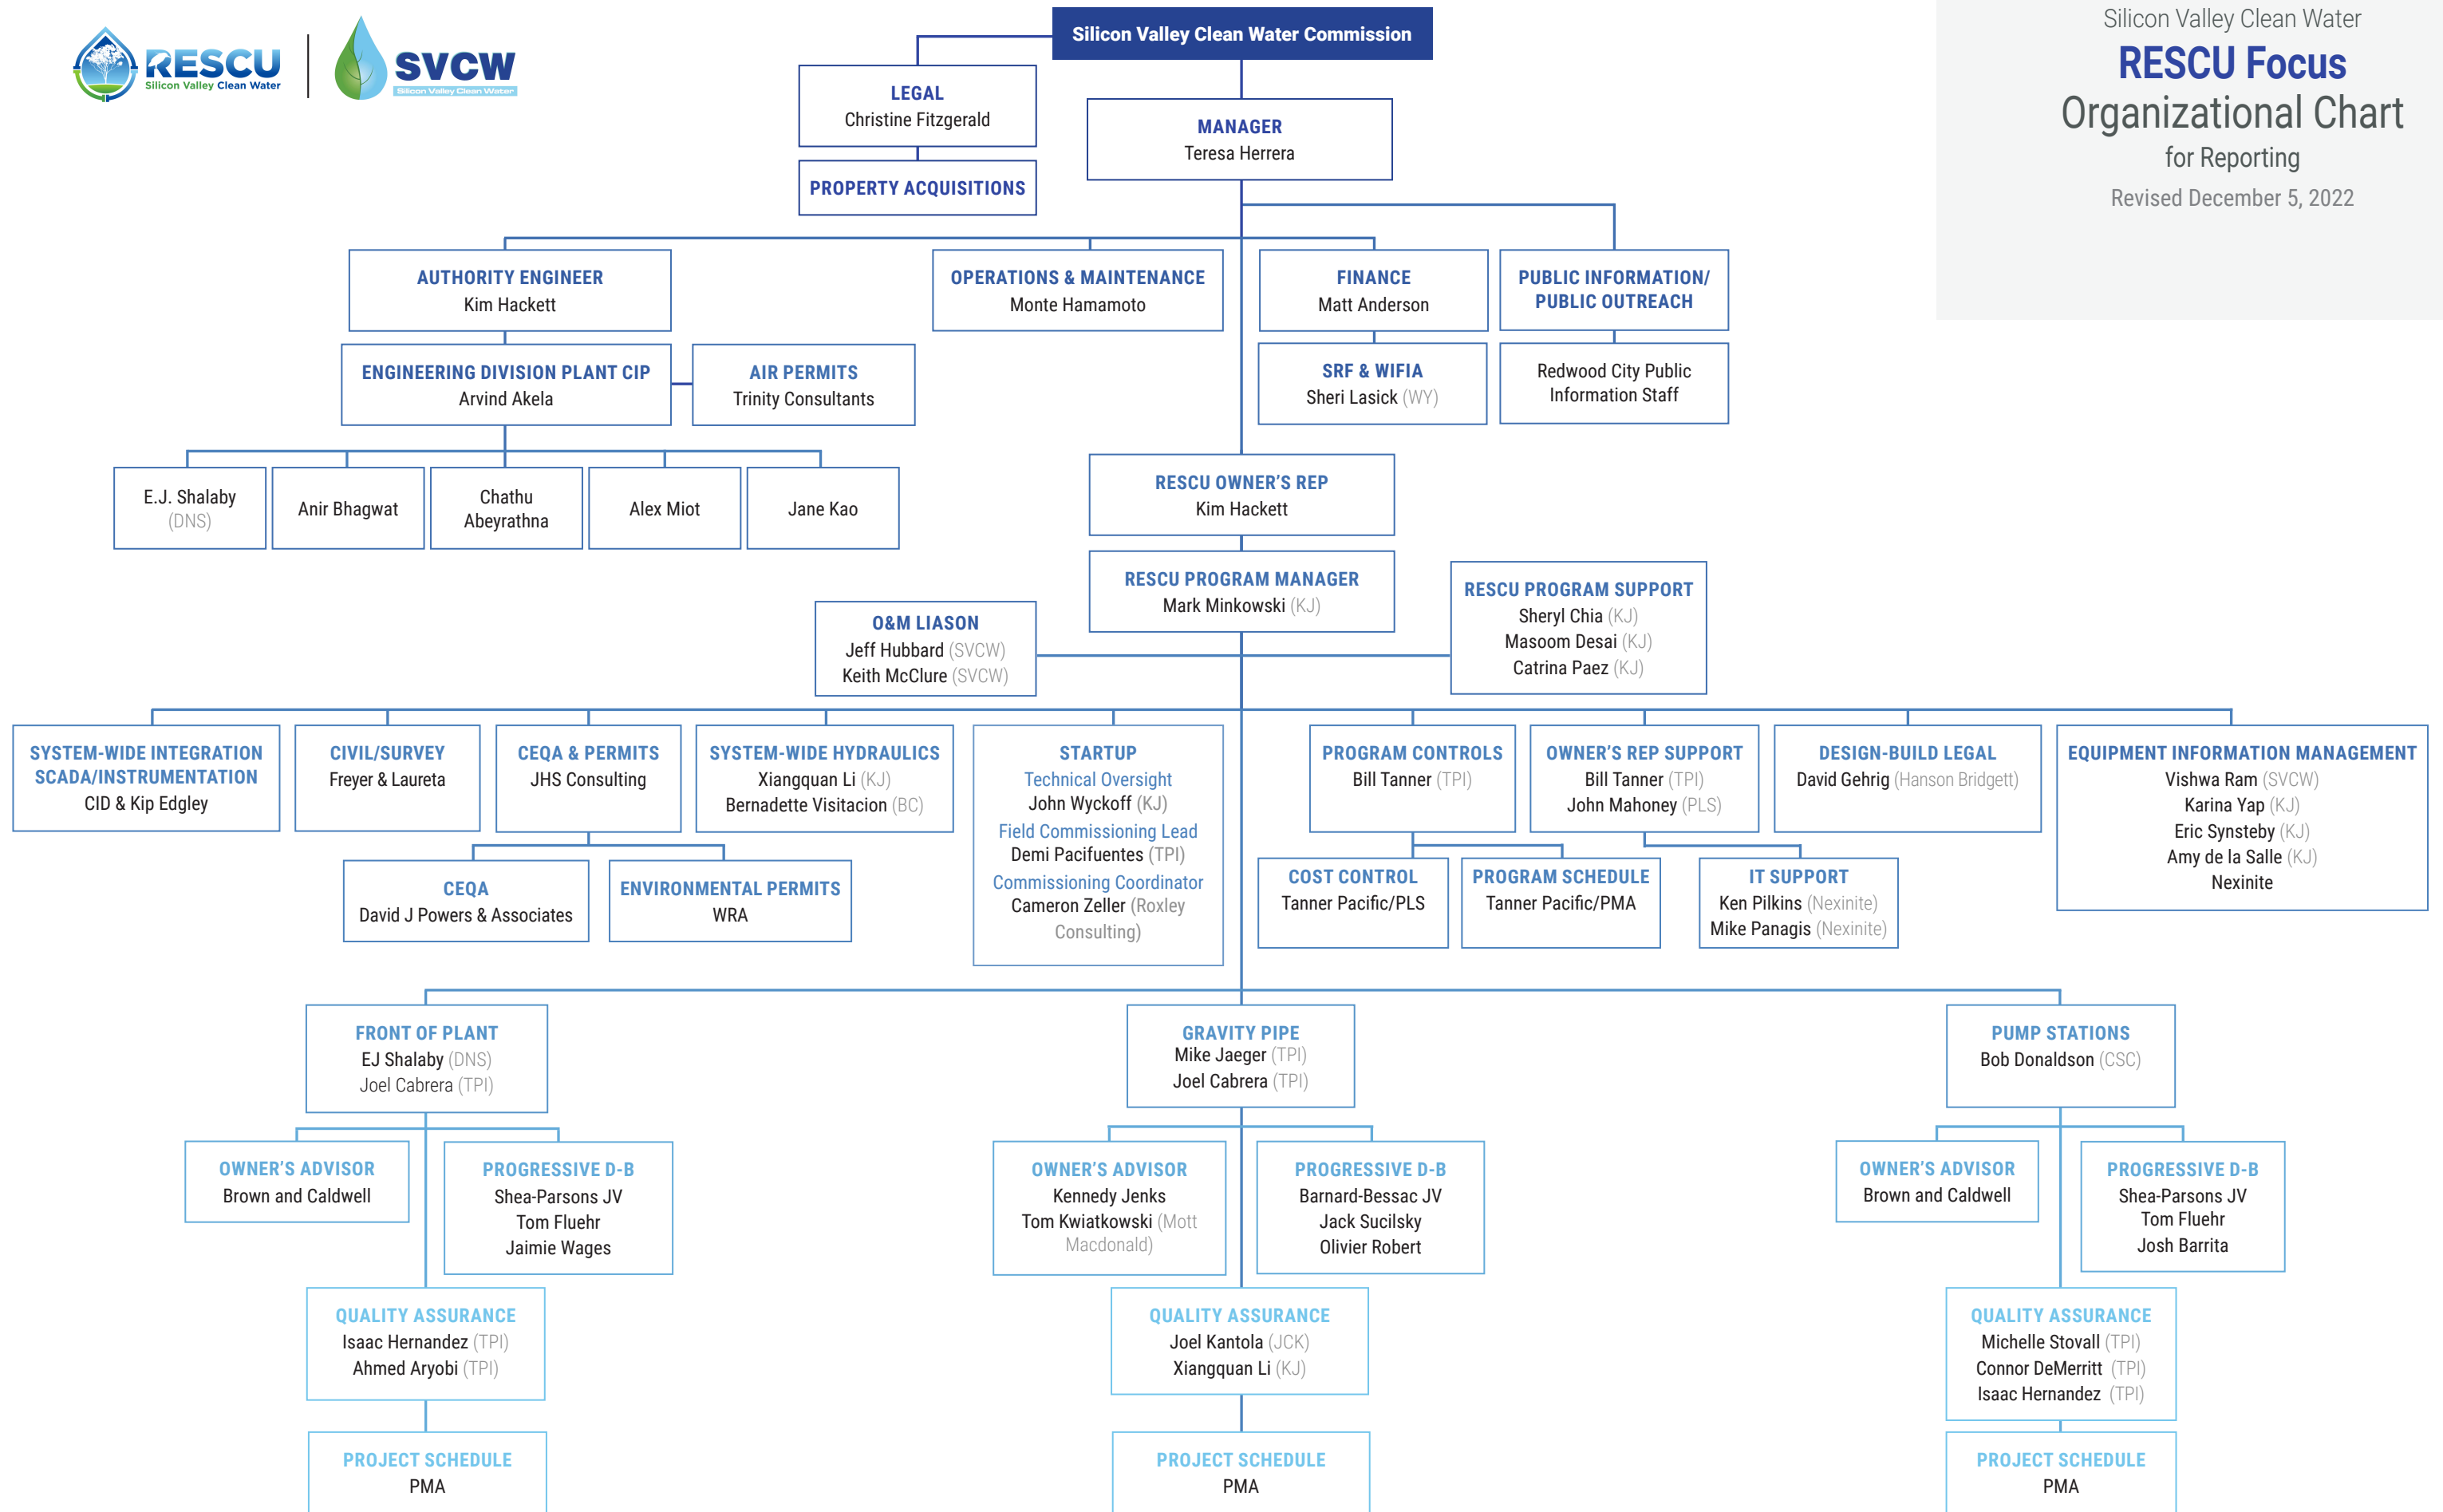 RESCU
Silicon Valley Clean Water
SVCW
Silicon Valley Clean Water
Silicon Valley Clean Water
RESCU Focus
Organizational Chart
for Reporting
Revised December 5, 2022
Silicon Valley Clean Water Commission
LEGAL
Christine Fitzgerald
PROPERTY ACQUISITIONS
MANAGER
Teresa Herrera
AUTHORITY ENGINEER
Kim Hackett
OPERATIONS & MAINTENANCE
Monte Hamamoto
FINANCE
Matt Anderson
PUBLIC INFORMATION/
PUBLIC OUTREACH
ENGINEERING DIVISION PLANT CIP
Arvind Akela
AIR PERMITS
Trinity Consultants
SRF & WIFIA
Sheri Lasick (WY)
Redwood City Public
Information Staff
E.J. Shalaby
(DNS)
Anir Bhagwat
Chathu
Abeyrathna
Alex Miot
Jane Kao
RESCU OWNER'S REP
Kim Hackett
RESCU PROGRAM MANAGER
Mark Minkowski (KJ)
O&M LIASON
Jeff Hubbard (SVCW)
Keith McClure (SVCW)
RESCU PROGRAM SUPPORT
Sheryl Chia (KJ)
Masoom Desai (KJ)
Catrina Paez (KJ)
SYSTEM-WIDE INTEGRATION
SCADA/INSTRUMENTATION
CID & Kip Edgley
CIVIL/SURVEY
Freyer & Laureta
CEQA & PERMITS
JHS Consulting
SYSTEM-WIDE HYDRAULICS
Xiangquan Li (KJ)
Bernadette Visitacion (BC)
STARTUP
Technical Oversight
John Wyckoff (KJ)
Field Commissioning Lead
Demi Pacifuentes (TPI)
Commissioning Coordinator
Cameron Zeller (Roxley
Consulting)
PROGRAM CONTROLS
Bill Tanner (TPI)
OWNER'S REP SUPPORT
Bill Tanner (TPI)
John Mahoney (PLS)
DESIGN-BUILD LEGAL
David Gehrig (Hanson Bridgett)
EQUIPMENT INFORMATION MANAGEMENT
Vishwa Ram (SVCW)
Karina Yap (KJ)
Eric Synsteby (KJ)
Amy de la Salle (KJ)
Nexinite
CEQA
David J Powers & Associates
ENVIRONMENTAL PERMITS
WRA
COST CONTROL
Tanner Pacific/PLS
PROGRAM SCHEDULE
Tanner Pacific/PMA
IT SUPPORT
Ken Pilkins (Nexinite)
Mike Panagis (Nexinite)
FRONT OF PLANT
EJ Shalaby (DNS)
Joel Cabrera (TPI)
GRAVITY PIPE
Mike Jaeger (TPI)
Joel Cabrera (TPI)
PUMP STATIONS
Bob Donaldson (CSC)
OWNER'S ADVISOR
Brown and Caldwell
PROGRESSIVE D-B
Shea-Parsons JV
Tom Fluehr
Jaimie Wages
OWNER'S ADVISOR
Kennedy Jenks
Tom Kwiatkowski (Mott
Macdonald)
PROGRESSIVE D-B
Barnard-Bessac JV
Jack Sucilsky
Olivier Robert
OWNER'S ADVISOR
Brown and Caldwell
PROGRESSIVE D-B
Shea-Parsons JV
Tom Fluehr
Josh Barrita
QUALITY ASSURANCE
Isaac Hernandez (TPI)
Ahmed Aryobi (TPI)
QUALITY ASSURANCE
Joel Kantola (JCK)
Xiangquan Li (KJ)
QUALITY ASSURANCE
Michelle Stovall (TPI)
Connor DeMerritt (TPI)
Isaac Hernandez (TPI)
PROJECT SCHEDULE
PMA
PROJECT SCHEDULE
PMA
PROJECT SCHEDULE
PMA